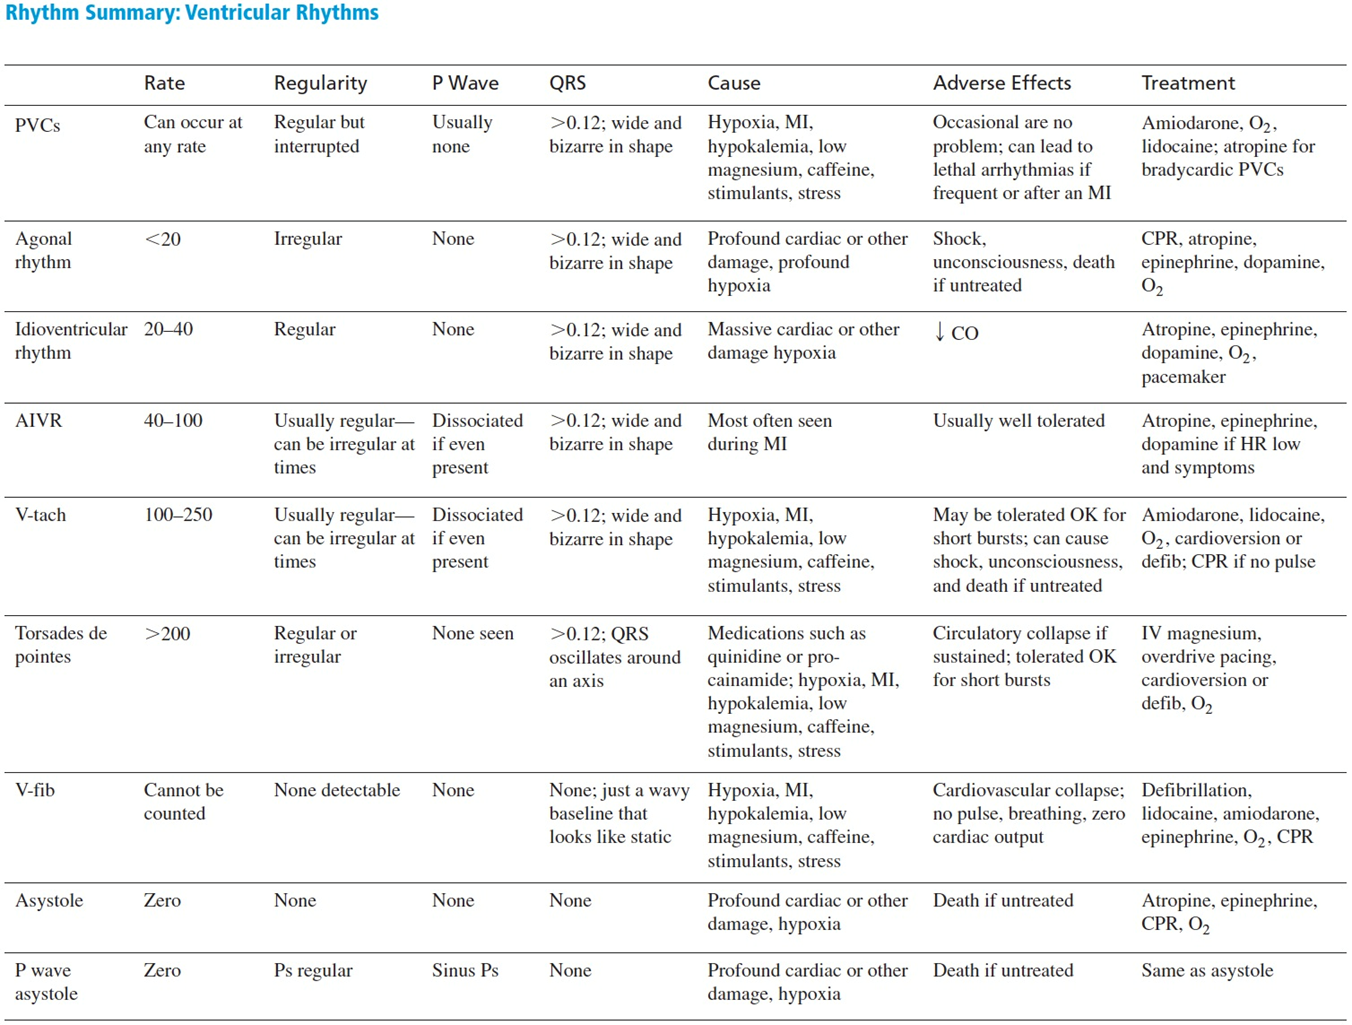 Rhythm Summary: Ventricular Rhythms
Rate Regularity P Wave QRS Cause Adverse Effects Treatment
PVCs Can occur at Regular but Usually >0.12; wide and Hypoxia, MI, Occasional are no Amiodarone, O2,
any rate interrupted none bizarre in shape hypokalemia, low problem; can lead to lidocaine; atropine for
magnesium, caffeine, lethal arrhythmias if bradycardic PVCs
stimulants, stress frequent or after an MI
Agonal <20 Irregular None >0.12; wide and Profound cardiac or other Shock, CPR, atropine,
rhythm bizarre in shape damage, profound unconsciousness, death epinephrine, dopamine,
hypoxia if untreated O2
Idioventricular 20–40 Regular None >0.12; wide and Massive cardiac or other ↓ CO Atropine, epinephrine,
rhythm bizarre in shape damage hypoxia dopamine, O2,
pacemaker
AIVR 40–100 Usually regular— Dissociated >0.12; wide and Most often seen Usually well tolerated Atropine, epinephrine,
can be irregular at if even bizarre in shape during MI dopamine if HR low
times present and symptoms
V-tach 100–250 Usually regular— Dissociated >0.12; wide and Hypoxia, MI, May be tolerated OK for Amiodarone, lidocaine,
can be irregular at if even bizarre in shape hypokalemia, low short bursts; can cause O2, cardioversion or
times present magnesium, caffeine, shock, unconsciousness, defib; CPR if no pulse
stimulants, stress and death if untreated
Torsades de >200 Regular or None seen >0.12; QRS Medications such as Circulatory collapse if IV magnesium,
pointes irregular oscillates around quinidine or pro- sustained; tolerated OK overdrive pacing,
an axis cainamide; hypoxia, MI, for short bursts cardioversion or
hypokalemia, low defib, O2
magnesium, caffeine,
stimulants, stress
V-fib Cannot be None detectable None None; just a wavy Hypoxia, MI, Cardiovascular collapse; Defibrillation,
counted baseline that hypokalemia, low no pulse, breathing, zero lidocaine, amiodarone,
looks like static magnesium, caffeine, cardiac output epinephrine, O2, CPR
stimulants, stress
Asystole Zero None None None Profound cardiac or other Death if untreated Atropine, epinephrine,
damage, hypoxia CPR, O2
P wave Zero Ps regular Sinus Ps None Profound cardiac or other Death if untreated Same as asystole
asystole damage, hypoxia